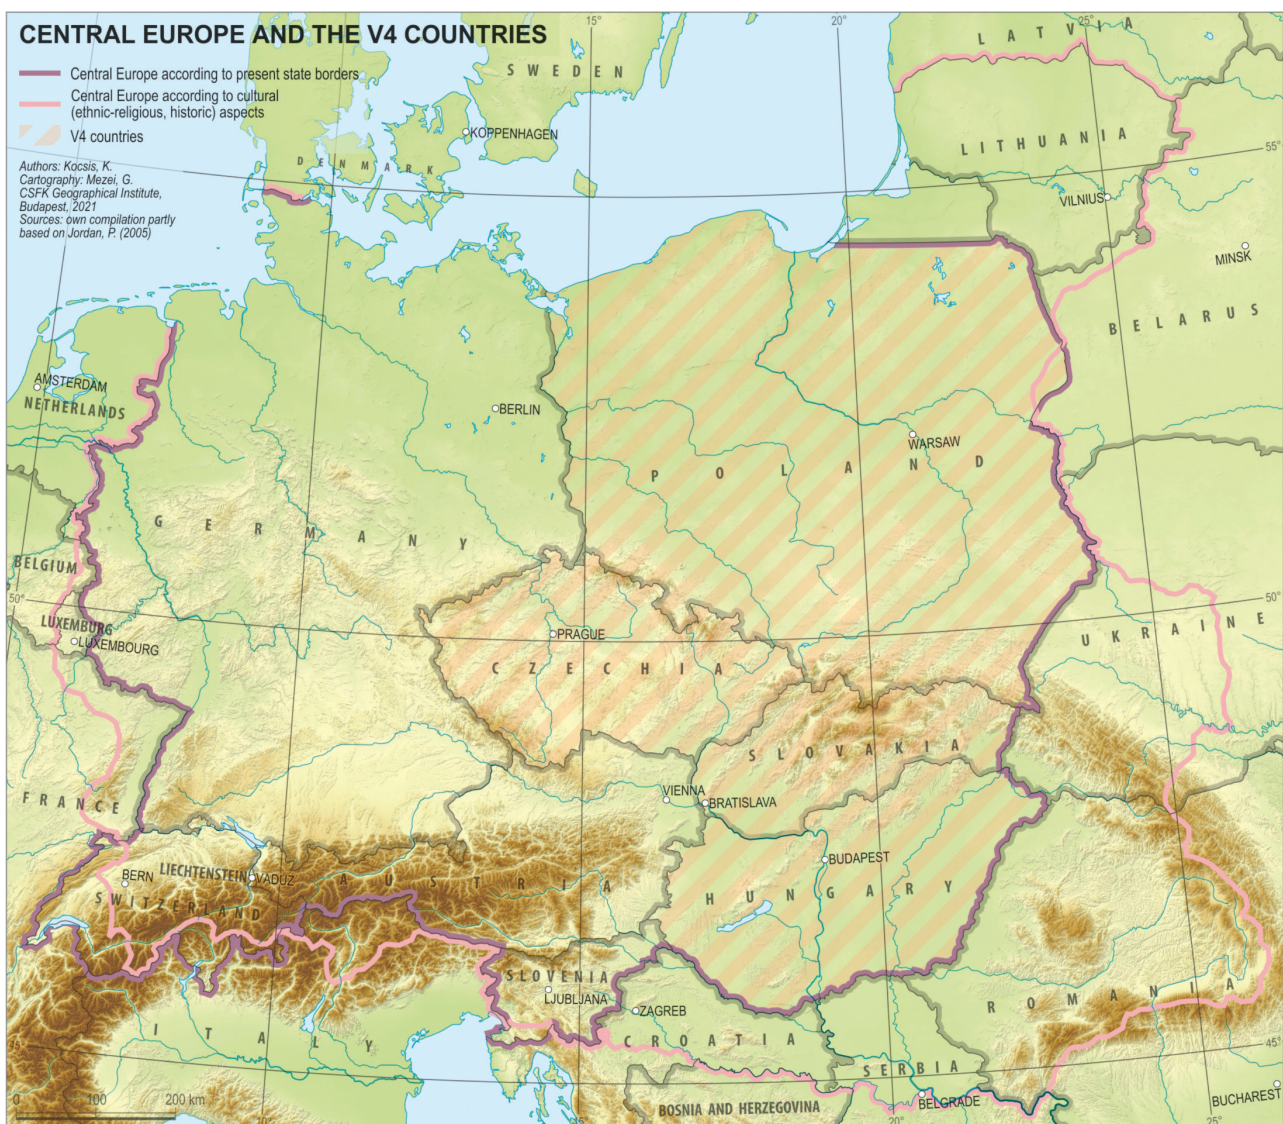 CENTRAL EUROPE AND THE V4 COUNTRIES
Central Europe according to present state borders
Central Europe according to cultural
(ethnic-religious, historic) aspects
V4 countries
Authors: Kocsis, K.
Cartography: Mezei, G.
CSFK Geographical Institute,
Budapest, 2021
Sources: own compilation partly
based on Jordan, P. (2005)
15°
20°
25°
LATVIA
SWEDEN
KOPPENHAGEN
LITHUANIA
55°
DENMARK
VILNIUS
MINSK
BELARUS
AMSTERDAM
NETHERLANDS
BERLIN
WARSAW
POLAND
GERMANY
BELGIUM
50°
50°
LUXEMBURG
LUXEMBOURG
PRAGUE
UKRAINE
CZECHIA
SLOVAKIA
VIENNA
BRATISLAVA
FRANCE
BUDAPEST
LIECHTENSTEIN
VADUZ
BERN
AUSTRIA
HUNGARY
SWITZERLAND
SLOVENIA
LJUBLJANA
ROMANIA
ZAGREB
ITALY
CROATIA
45°
45°
SERBIA
BELGRADE
BUCHAREST
BOSNIA AND HERZEGOVINA
0 100 200 km
20°
25°